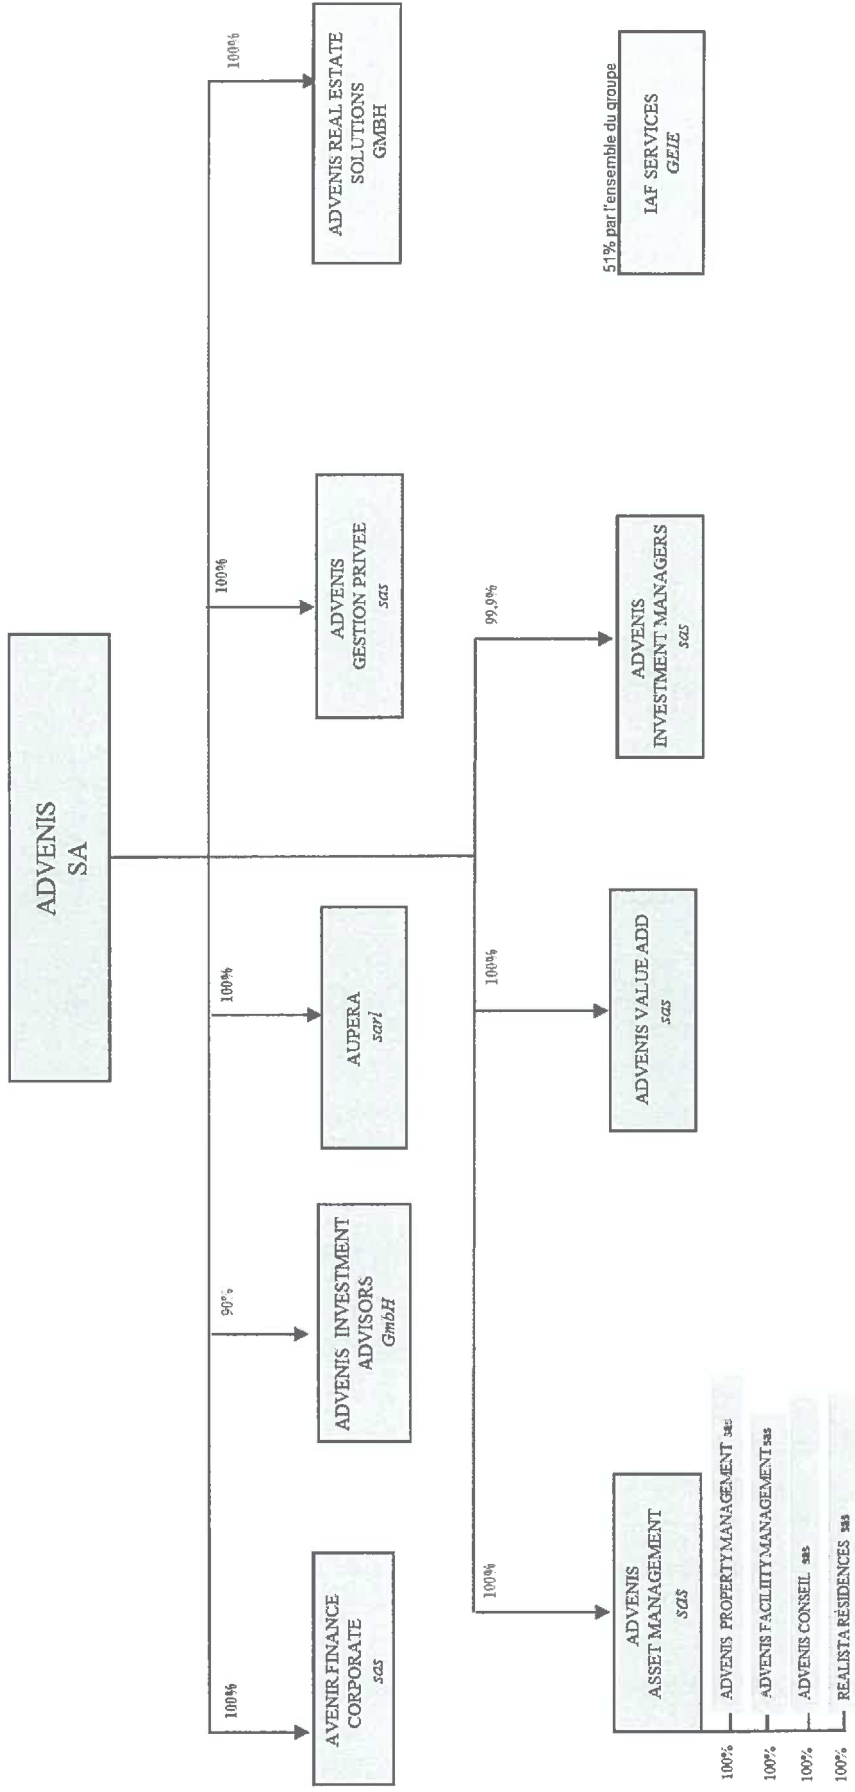 ADVENIS
SA
100%
90%
100%
100%
100%
AVENIR FINANCE
CORPORATE
sas
ADVENIS INVESTMENT
ADVISORS
GmbH
AUPERA
sarl
ADVENIS
GESTION PRIVEE
sas
ADVENIS REAL ESTATE
SOLUTIONS
GMBH
100%
100%
99,9%
51% par l'ensemble du groupe
ADVENIS
ASSET MANAGEMENT
sas
ADVENIS VALUE ADD
sas
ADVENIS
INVESTMENT MANAGERS
sas
IAF SERVICES
GEIE
100% ADVENIS PROPERTY MANAGEMENT sas
100% ADVENIS FACILITY MANAGEMENT sas
100% ADVENIS CONSEIL sas
100% REALISTA RÉSIDENCES sas